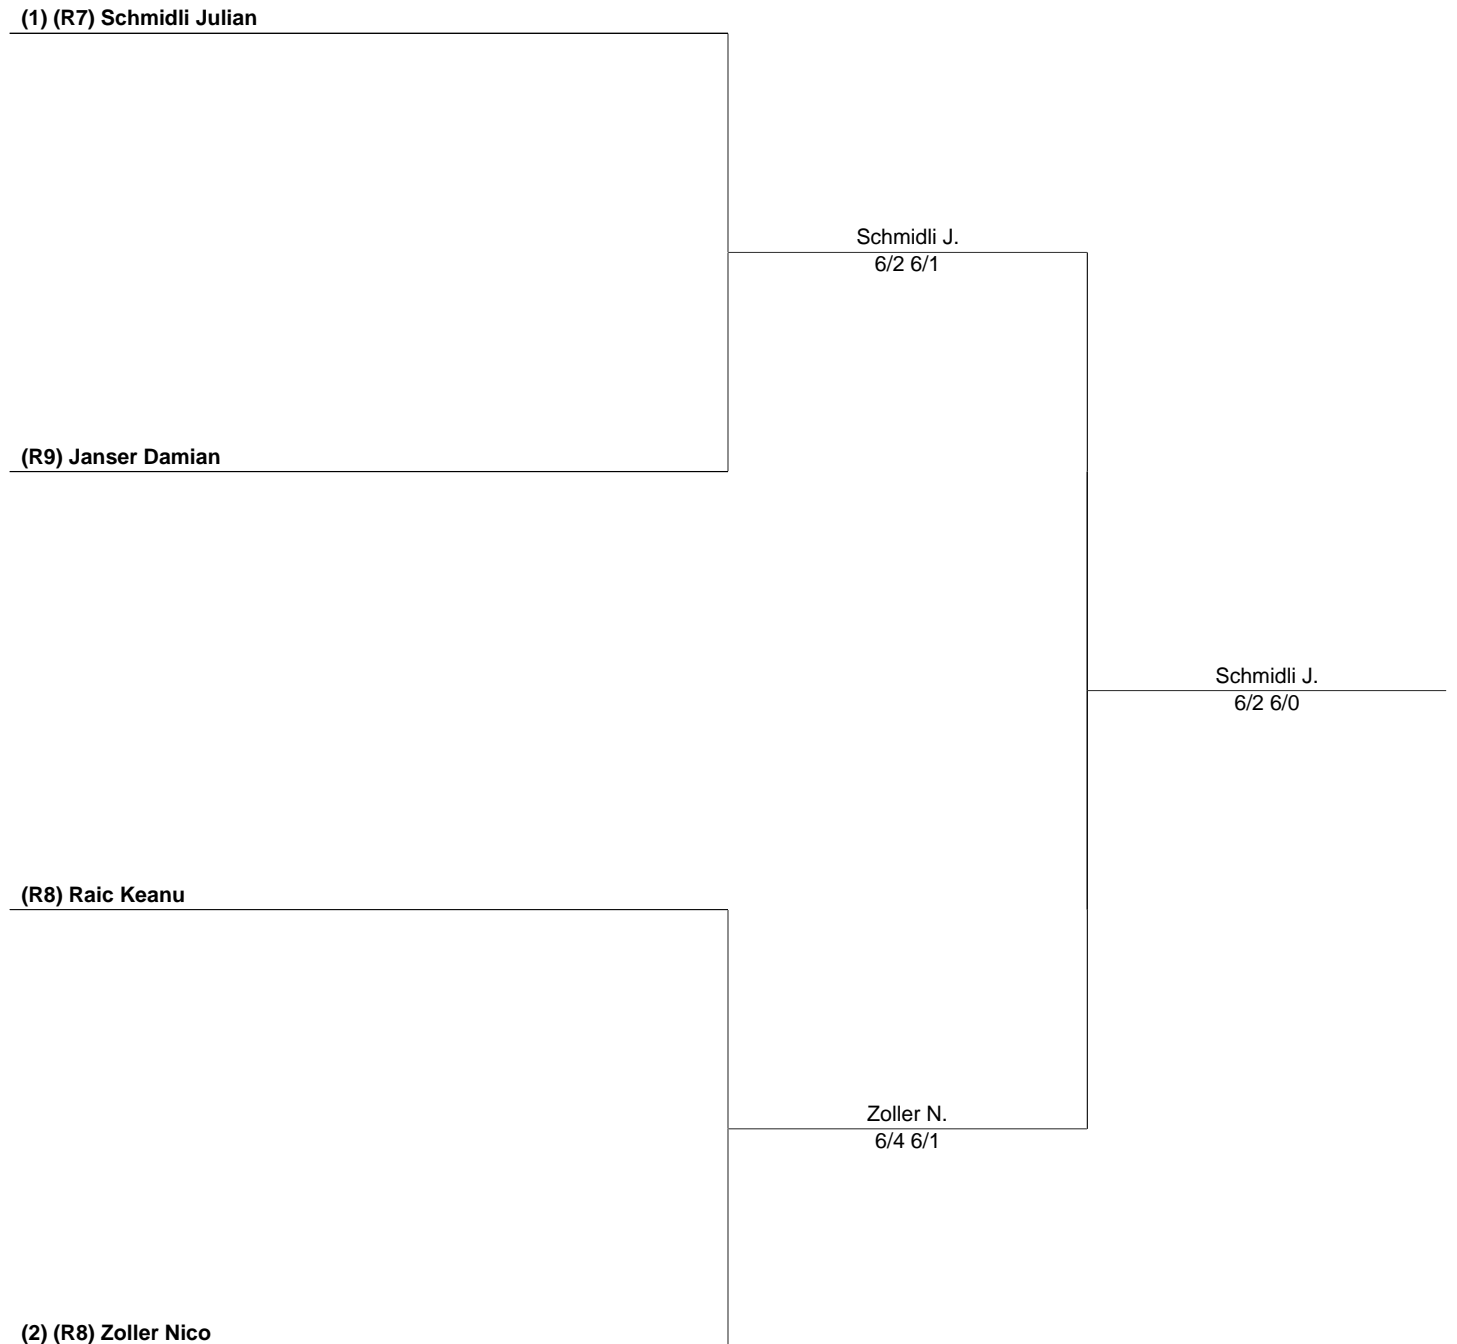 (1) (R7) Schmidli Julian
Schmidli J.
6/2 6/1
(R9) Janser Damian
Schmidli J.
6/2 6/0
(R8) Raic Keanu
Zoller N.
6/4 6/1
(2) (R8) Zoller Nico